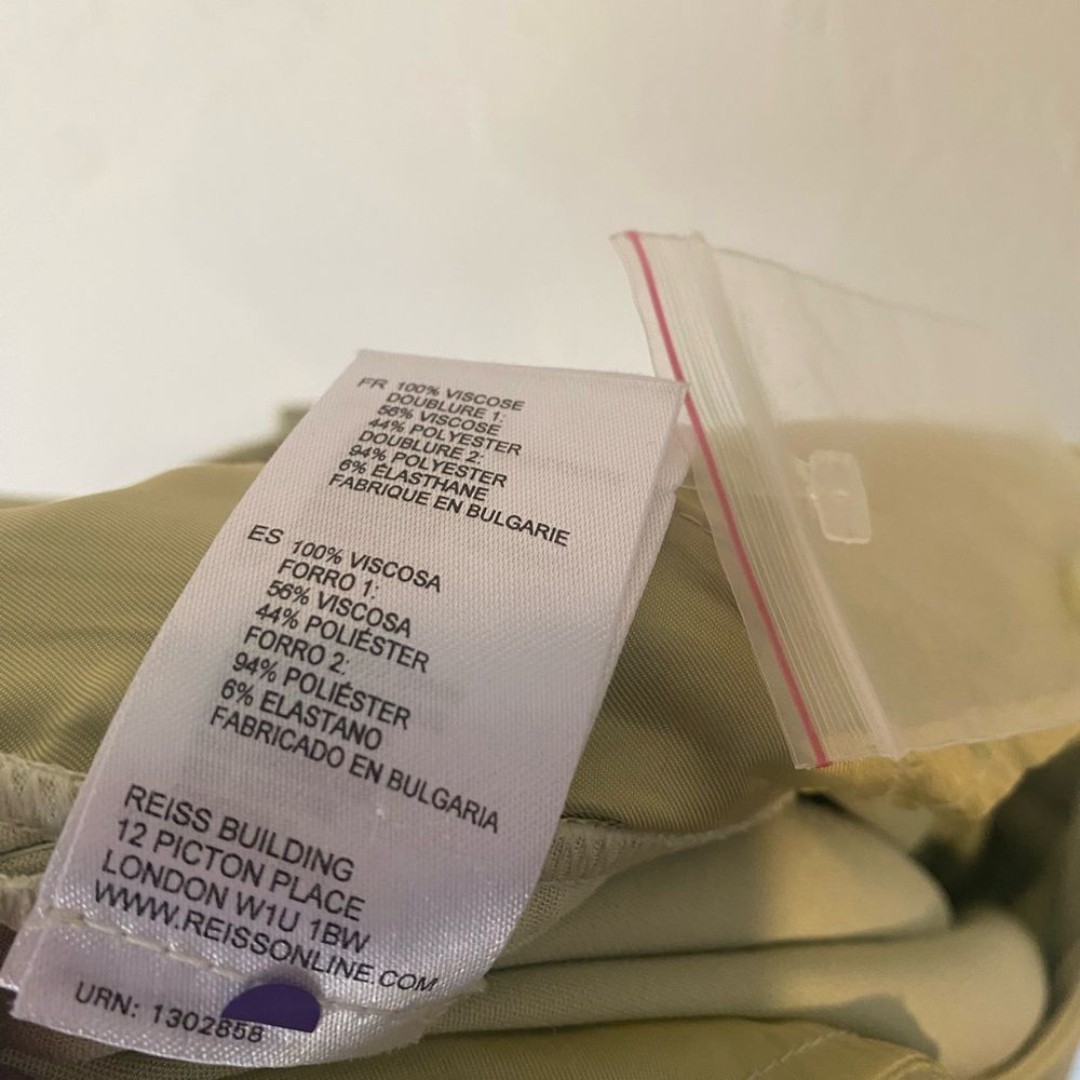 FR 100% VISCOSE
DOUBLURE 1:
56% VISCOSE
44% POLYESTER
DOUBLURE 2:
94% POLYESTER
6% ÉLASTHANE
FABRIQUE EN BULGARIE
ES 100% VISCOSA
FORRO 1:
56% VISCOSA
44% POLIÉSTER
FORRO 2:
94% POLIÉSTER
6% ELASTANO
FABRICADO EN BULGARIA
REISS BUILDING
12 PICTON PLACE
LONDON W1U 1BW
WWW.REISSONLINE.COM
URN: 1302858